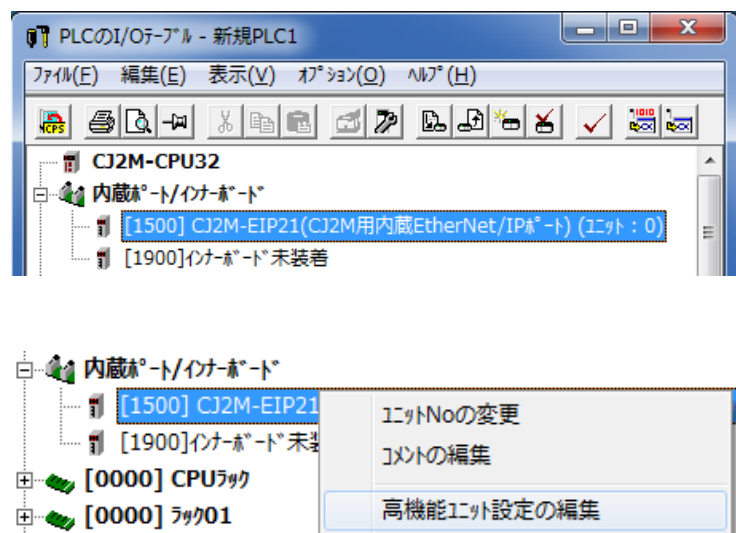 PLCのI/Oﾃｰﾌﾞﾙ - 新規PLC1
ﾌｧｲﾙ(F) 編集(E) 表示(V) ｵﾌﾟｼｮﾝ(O) ﾍﾙﾌﾟ(H)
CPS
1010
CJ2M-CPU32
内蔵ﾎﾟｰﾄ/ｲﾝﾅｰﾎﾞｰﾄﾞ
[1500] CJ2M-EIP21(CJ2M用内蔵EtherNet/IPﾎﾟｰﾄ) (ﾕﾆｯﾄ : 0)
[1900]ｲﾝﾅｰﾎﾞｰﾄﾞ未装着
内蔵ﾎﾟｰﾄ/ｲﾝﾅｰﾎﾞｰﾄﾞ
[1500] CJ2M-EIP21
[1900]ｲﾝﾅｰﾎﾞｰﾄﾞ未
[0000] CPUﾗｯｸ
[0000] ﾗｯｸ01
ﾕﾆｯﾄNoの変更
ｺﾒﾝﾄの編集
高機能ﾕﾆｯﾄ設定の編集